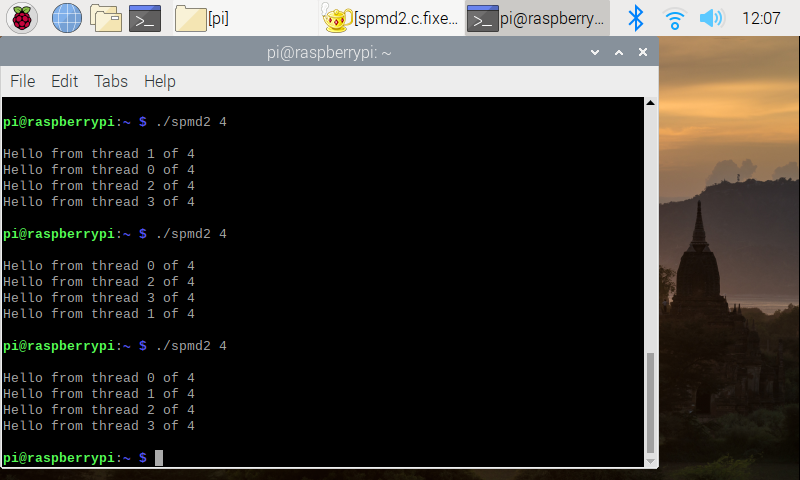 [pi]
[spmd2.c.fixe...
pi@raspberry...
12:07
pi@raspberrypi: ~
File Edit Tabs Help
pi@raspberrypi:~ $ ./spmd2 4
Hello from thread 1 of 4
Hello from thread 0 of 4
Hello from thread 2 of 4
Hello from thread 3 of 4
pi@raspberrypi:~ $ ./spmd2 4
Hello from thread 0 of 4
Hello from thread 2 of 4
Hello from thread 3 of 4
Hello from thread 1 of 4
pi@raspberrypi:~ $ ./spmd2 4
Hello from thread 0 of 4
Hello from thread 1 of 4
Hello from thread 2 of 4
Hello from thread 3 of 4
pi@raspberrypi:~ $